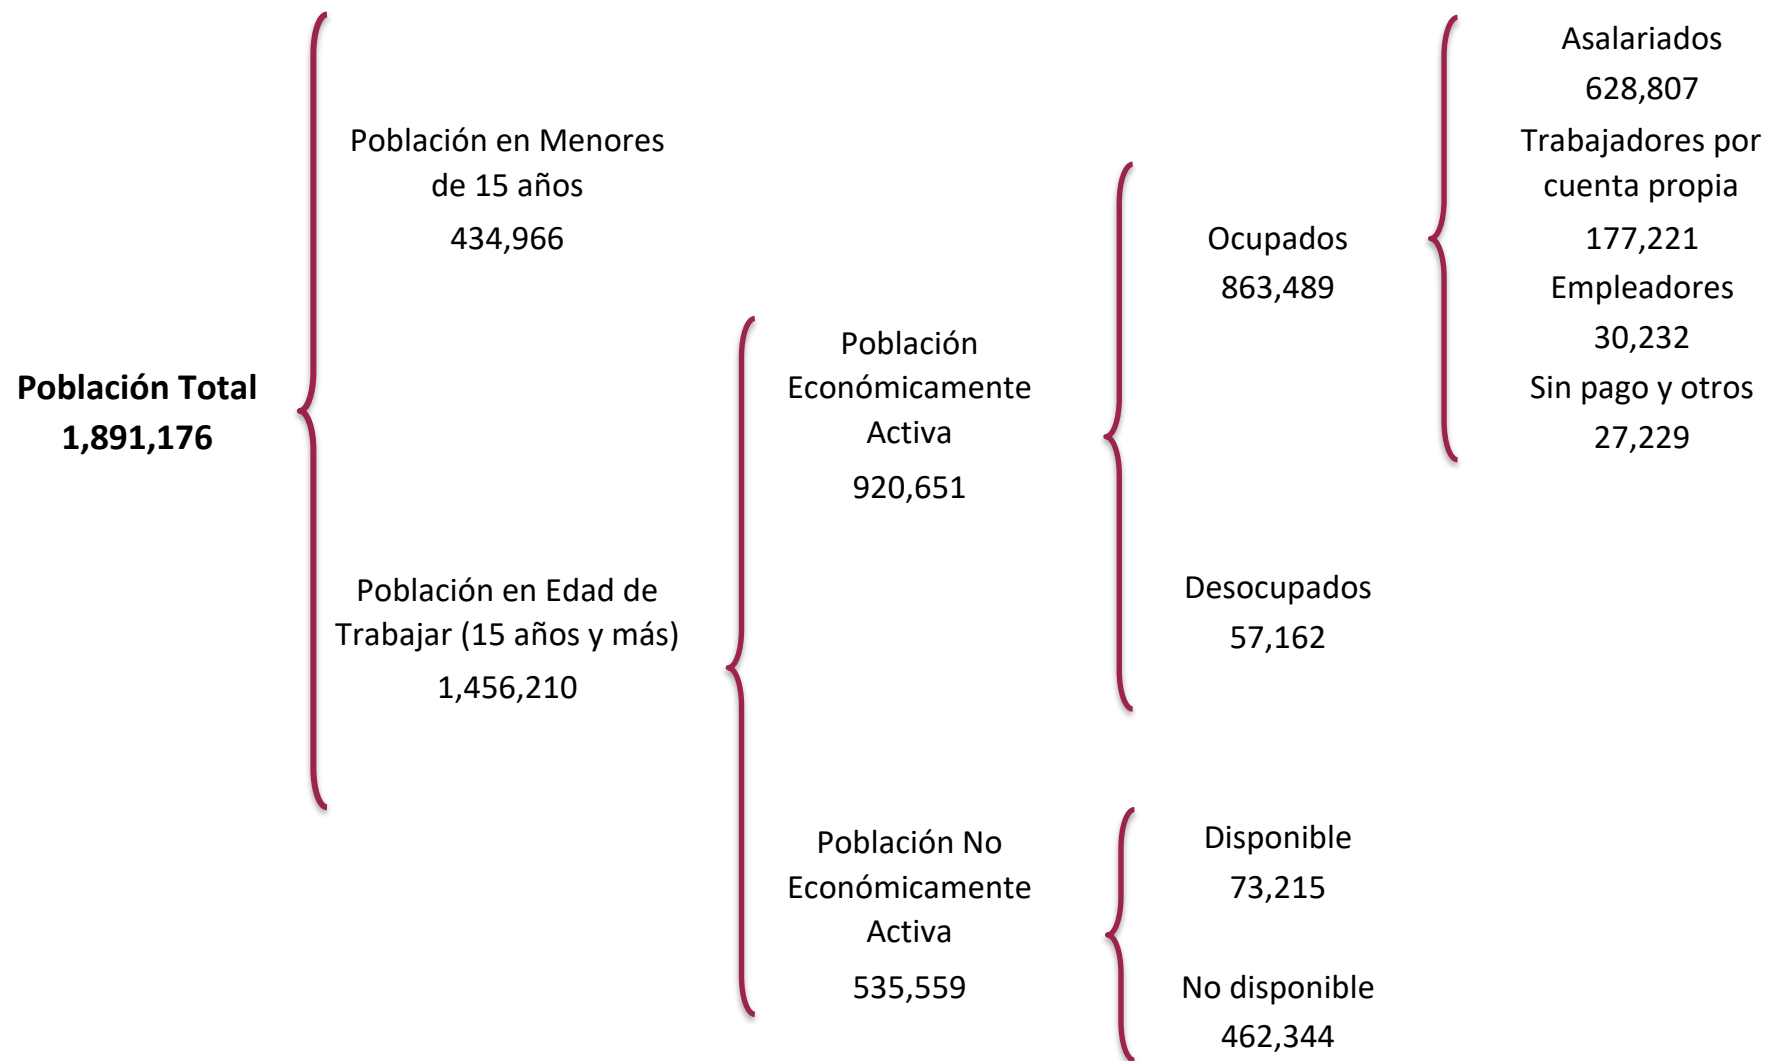 Población Total
1,891,176
Población en Menores
de 15 años
434,966
Población en Edad de
Trabajar (15 años y más)
1,456,210
Población
Económicamente
Activa
920,651
Población No
Económicamente
Activa
535,559
Ocupados
863,489
Desocupados
57,162
Disponible
73,215
No disponible
462,344
Asalariados
628,807
Trabajadores por
cuenta propia
177,221
Empleadores
30,232
Sin pago y otros
27,229